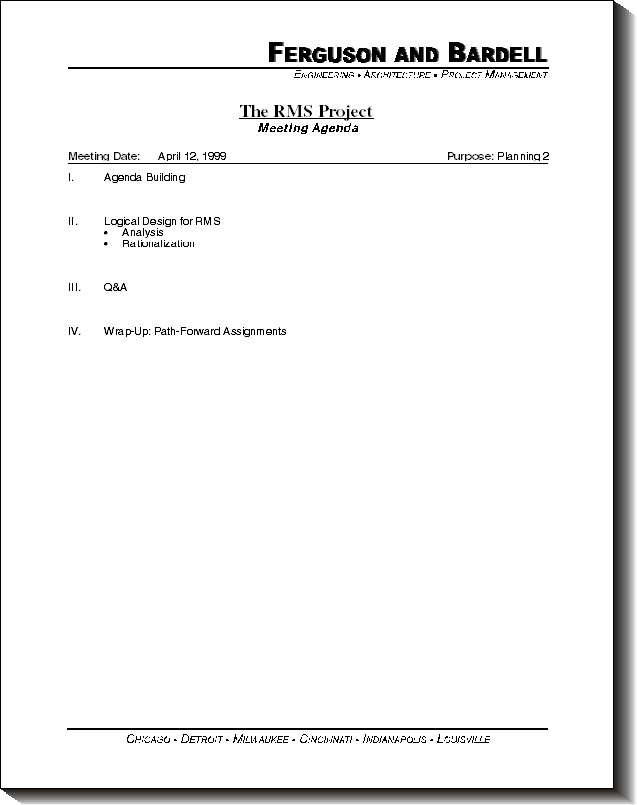 FERGUSON AND BARDELL
ENGINEERING • ARCHITECTURE • PROJECT MANAGEMENT
The RMS Project
Meeting Agenda
Meeting Date: April 12, 1999 Purpose: Planning 2
I. Agenda Building
II. Logical Design for RMS
• Analysis
• Rationalization
III. Q&A
IV. Wrap-Up: Path-Forward Assignments
CHICAGO • DETROIT • MILWAUKEE • CINCINNATI • INDIANAPOLIS • LOUISVILLE